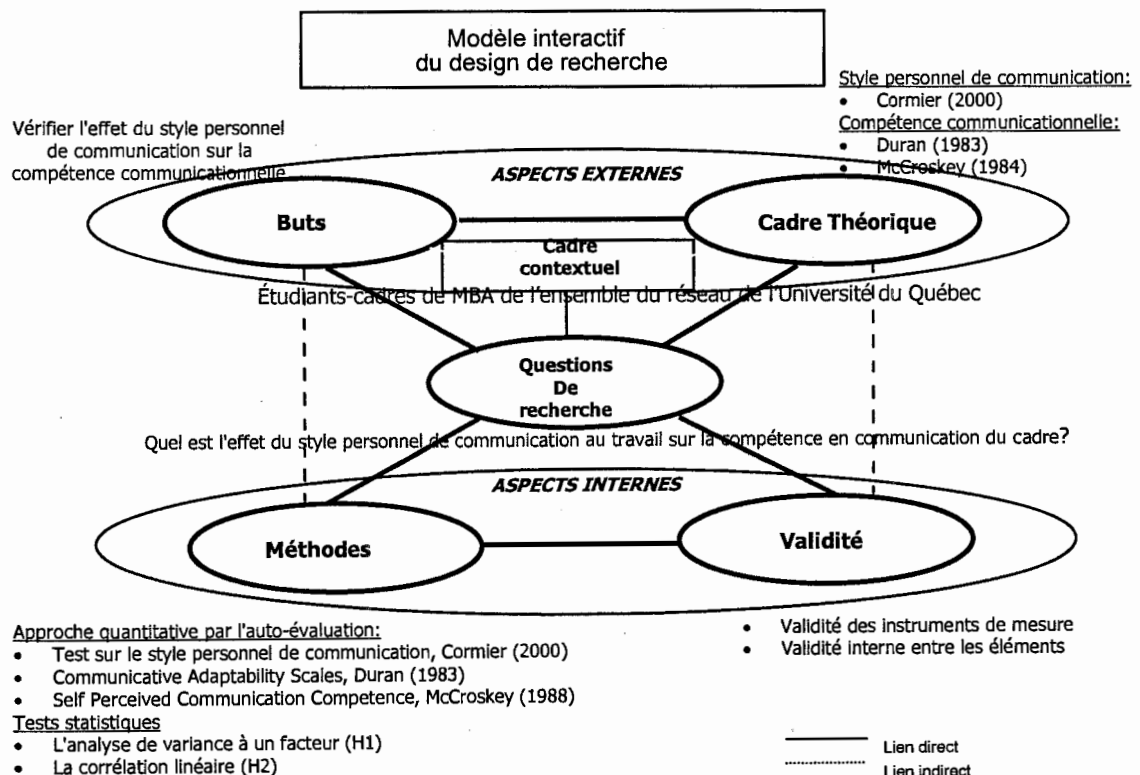 Modèle interactif
du design de recherche
Style personnel de communication:
• Cormier (2000)
Compétence communicationnelle:
• Duran (1983)
• McCroskey (1984)
Vérifier l'effet du style personnel
de communication sur la
compétence communicationnelle
ASPECTS EXTERNES
Buts
Cadre Théorique
Cadre
contextuel
Étudiants-cadres de MBA de l'ensemble du réseau de l'Université du Québec
Questions
De
recherche
Quel est l'effet du style personnel de communication au travail sur la compétence en communication du cadre?
ASPECTS INTERNES
Méthodes
Validité
Approche quantitative par l'auto-évaluation:
• Test sur le style personnel de communication, Cormier (2000)
• Communicative Adaptability Scales, Duran (1983)
• Self Perceived Communication Competence, McCroskey (1988)
Tests statistiques
• L'analyse de variance à un facteur (H1)
• La corrélation linéaire (H2)
• Validité des instruments de mesure
• Validité interne entre les éléments
Lien direct
Lien indirect